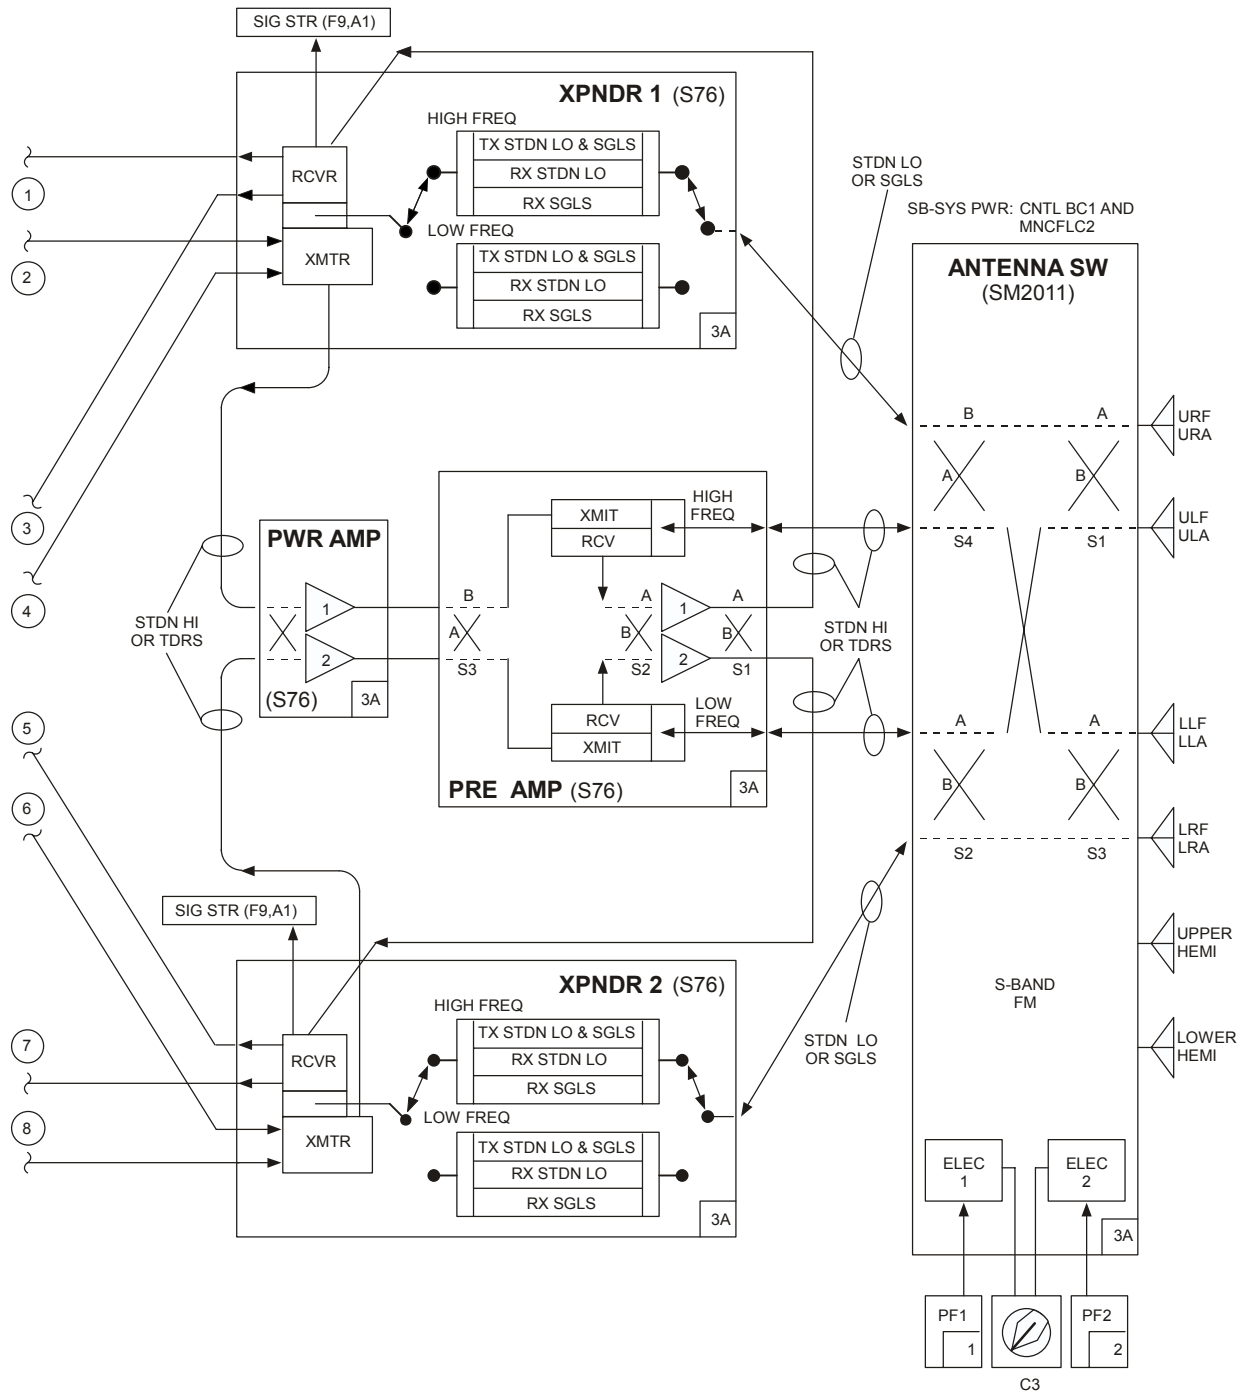 SIG STR (F9,A1)
XPNDR 1 (S76)
HIGH FREQ
TX STDN LO & SGLS
RX STDN LO
RX SGLS
RCVR
XMTR
LOW FREQ
TX STDN LO & SGLS
RX STDN LO
RX SGLS
3A
1
2
3
4
STDN LO
OR SGLS
SB-SYS PWR: CNTL BC1 AND
MNCFLC2
ANTENNA SW
(SM2011)
B
A
A
B
S4
S1
A
A
B
B
S2
S3
URF
URA
ULF
ULA
LLF
LLA
LRF
LRA
UPPER
HEMI
LOWER
HEMI
S-BAND
FM
PWR AMP
1
2
(S76)
3A
STDN HI
OR TDRS
XMIT
RCV
HIGH
FREQ
B
A
S3
A
B
S2
1
2
A
B
S1
RCV
XMIT
LOW
FREQ
PRE AMP (S76)
3A
STDN HI
OR TDRS
5
6
7
8
SIG STR (F9,A1)
XPNDR 2 (S76)
HIGH FREQ
TX STDN LO & SGLS
RX STDN LO
RX SGLS
RCVR
XMTR
LOW FREQ
TX STDN LO & SGLS
RX STDN LO
RX SGLS
3A
STDN LO
OR SGLS
ELEC
1
ELEC
2
3A
PF1
1
PF2
2
C3